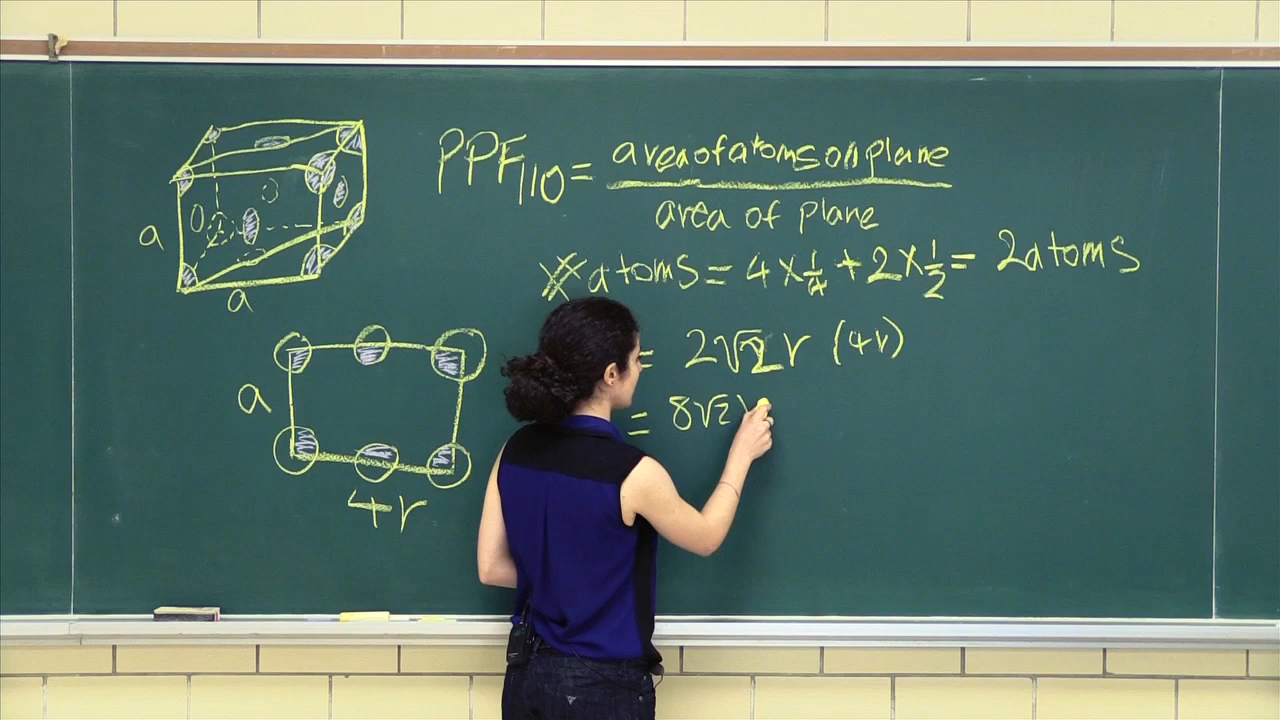 PPF110 = area of atoms on plane
area of plane
a
a
# atoms = 4 x 1/4 + 2 x 1/2 = 2 atoms
= 2√2 r (4r)
a
= 8√2
4r